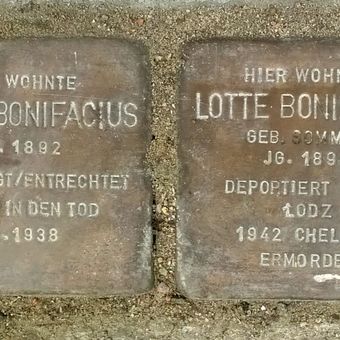 WOHNTE
BONIFACIUS
. 1892
GT/ENTRECHTET
IN DEN TOD
.1938
HIER WOHN
LOTTE BONI
GEB. SOMM
JG. 189
DEPORTIERT
LODZ
1942 CHEL
ERMORDE